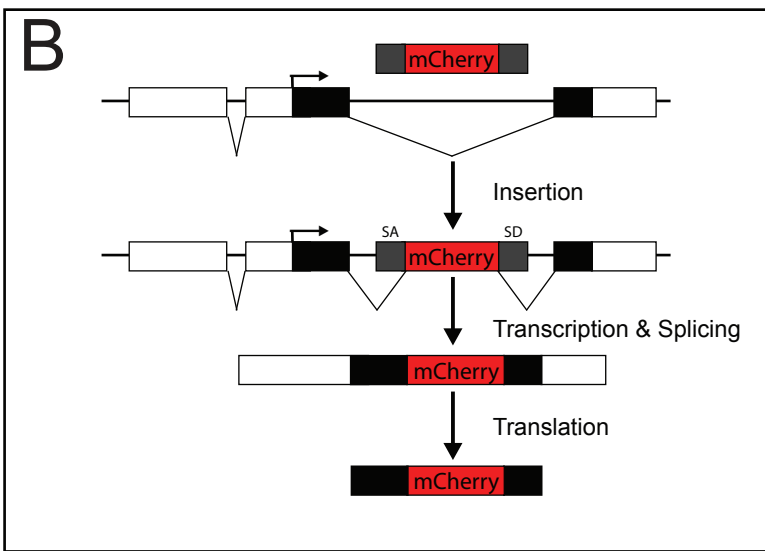 B
mCherry
Insertion
SA
SD
mCherry
Transcription & Splicing
mCherry
Translation
mCherry